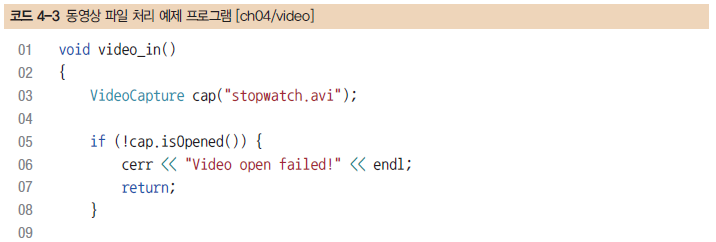 코드 4-3 동영상 파일 처리 예제 프로그램 [ch04/video]
01 void video_in()
02 {
03 VideoCapture cap("stopwatch.avi");
04
05 if (!cap.isOpened()) {
06 cerr << "Video open failed!" << endl;
07 return;
08 }
09